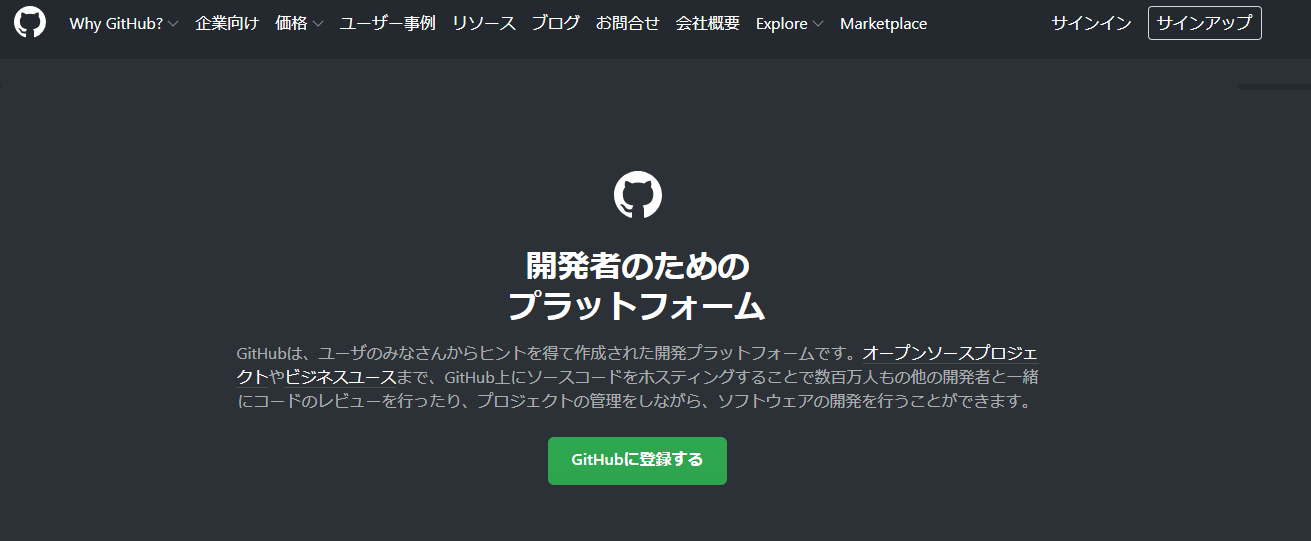 Why GitHub? 企業向け 価格 ユーザー事例 リソース ブログ お問合せ 会社概要 Explore Marketplace サインイン サインアップ
開発者のための
プラットフォーム
GitHubは、ユーザのみなさんからヒントを得て作成された開発プラットフォームです。オープンソースプロジェ
クトやビジネスユースまで、GitHub上にソースコードをホスティングすることで数百万人もの他の開発者と一緒
にコードのレビューを行ったり、プロジェクトの管理をしながら、ソフトウェアの開発を行うことができます。
GitHubに登録する